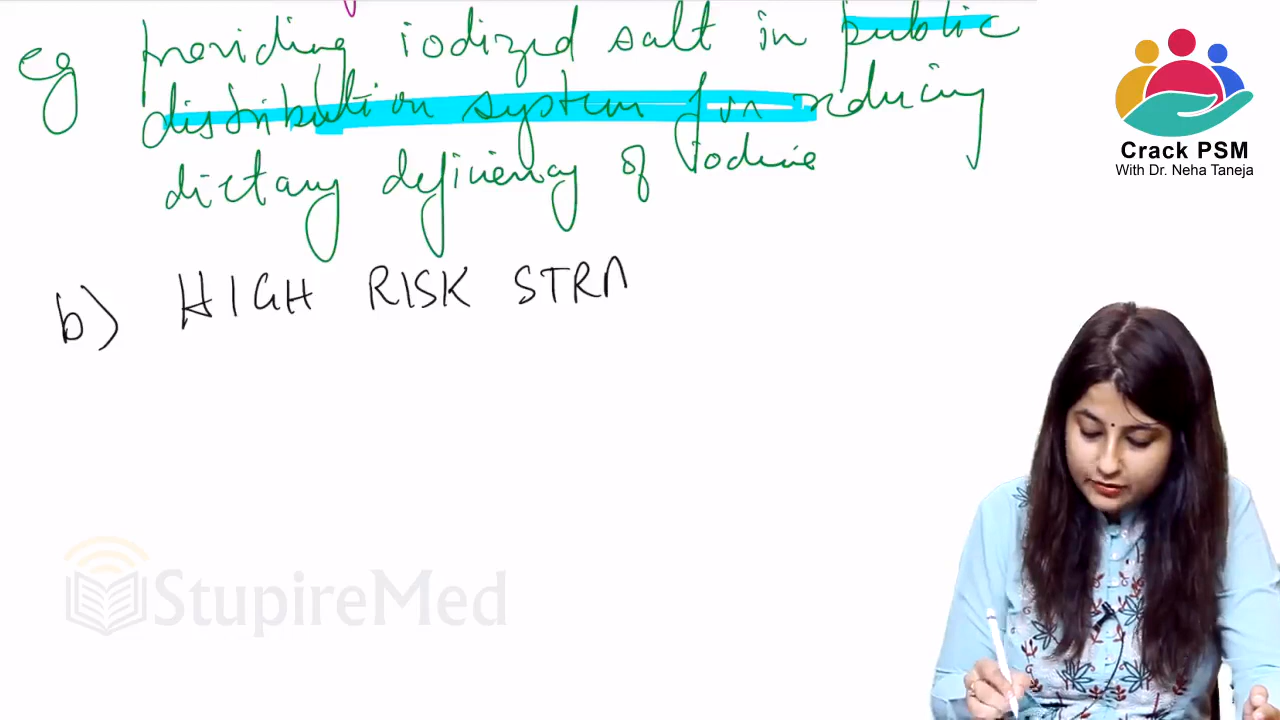 eg providing iodized salt in public
distribution system for reducing
dietary deficiency of iodine
b) HIGH RISK STRA
Crack PSM
With Dr. Neha Taneja
StupireMed